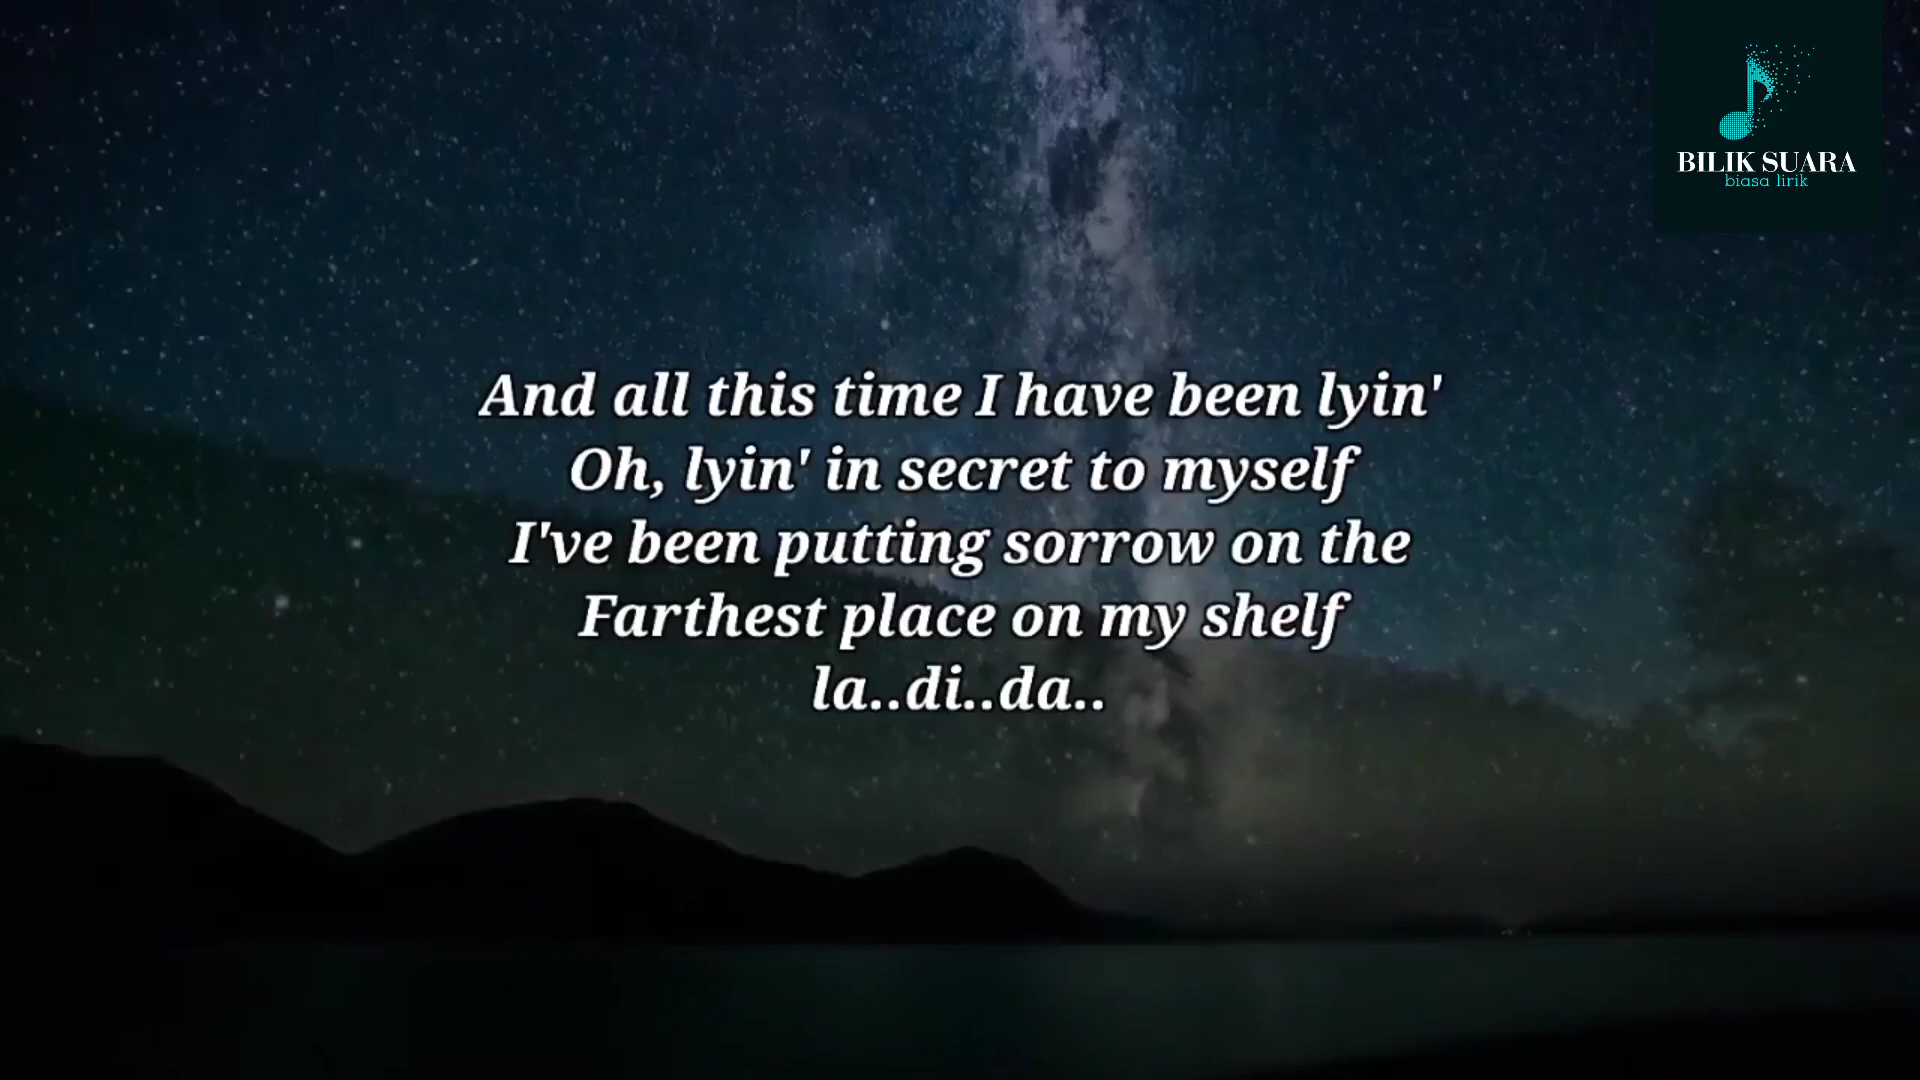 BILIK SUARA
biasa lirik
And all this time I have been lyin'
Oh, lyin' in secret to myself
I've been putting sorrow on the
Farthest place on my shelf
la..di..da..